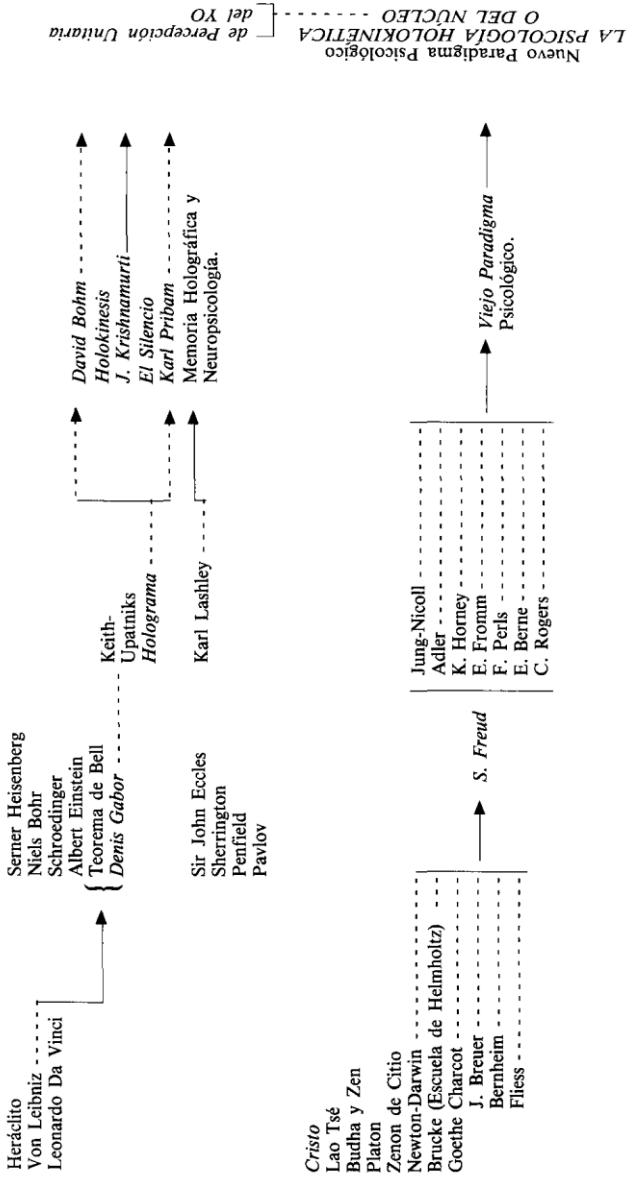 Heráclito
Von Leibniz
Leonardo Da Vinci
Serner Heisenberg
Niels Bohr
Schroedinger
Albert Einstein
Teorema de Bell
Denis Gabor
Keith-
Upatniks
Holograma
David Bohm
Holokinesis
J. Krishnamurti
El Silencio
Karl Pribam
Memoria Holográfica y
Neuropsicología.
Sir John Eccles
Sherrington
Penfield
Pavlov
Karl Lashley
Cristo
Lao Tsé
Budha y Zen
Platon
Zenon de Citio
Newton-Darwin
Brucke (Escuela de Helmholtz)
Goethe Charcot
J. Breuer
Bernheim
Fliess
S. Freud
Jung-Nicoll
Adler
K. Horney
E. Fromm
F. Perls
E. Berne
C. Rogers
Viejo Paradigma
Psicológico.
Nuevo Paradigma Psicológico
LA PSICOLOGÍA HOLOKINÉTICA
O DEL NÚCLEO
de Percepción Unitaria
del YO